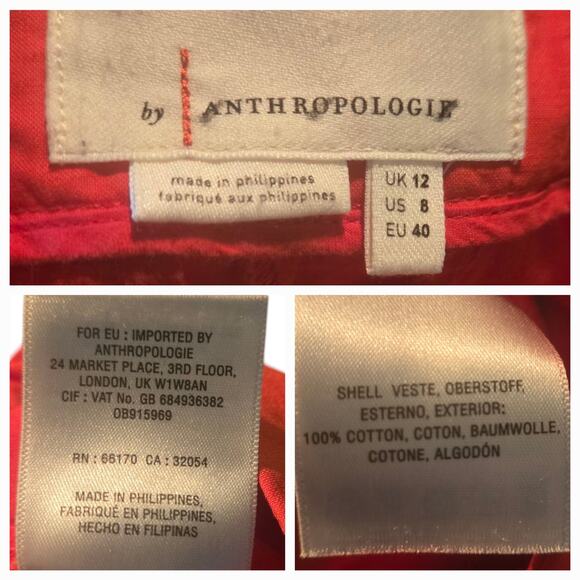 by ANTHROPOLOGIE
made in philippines
fabriqué aux philippines
UK 12
US 8
EU 40
FOR EU : IMPORTED BY
ANTHROPOLOGIE
24 MARKET PLACE, 3RD FLOOR,
LONDON, UK W1W8AN
CIF : VAT No. GB 684936382
OB915969
RN : 66170 CA : 32054
MADE IN PHILIPPINES,
FABRIQUÉ EN PHILIPPINES,
HECHO EN FILIPINAS
SHELL VESTE, OBERSTOFF,
ESTERNO, EXTERIOR:
100% COTTON, COTON, BAUMWOLLE,
COTONE, ALGODÓN